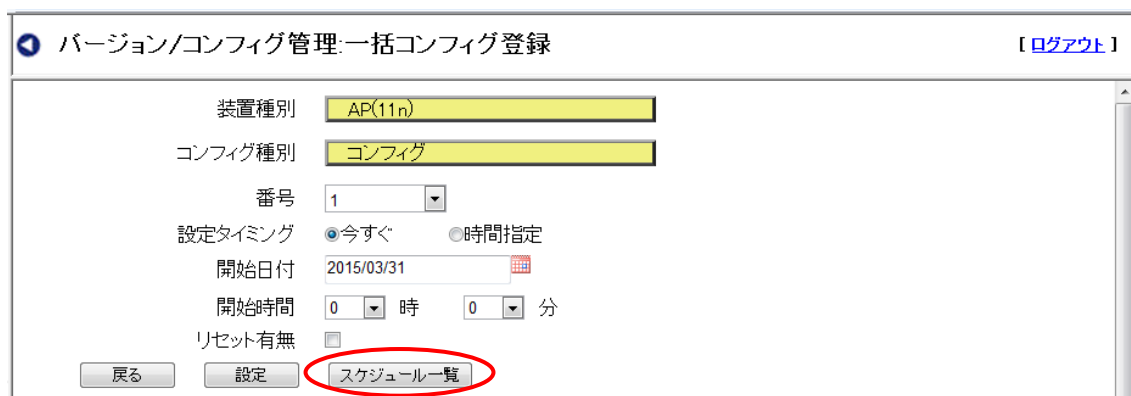 バージョン/コンフィグ管理:一括コンフィグ登録 [ ログアウト ]
装置種別 AP(11n)
コンフィグ種別 コンフィグ
番号 1
設定タイミング 今すぐ 時間指定
開始日付 2015/03/31
開始時間 0 時 0 分
リセット有無
戻る 設定 スケジュール一覧